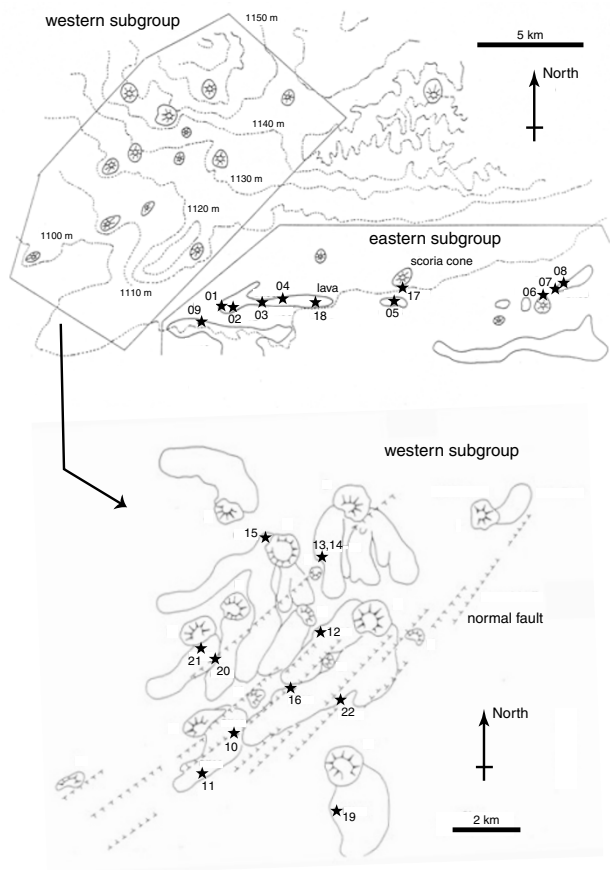 western subgroup
1150 m
5 km
North
1140 m
1130 m
1120 m
1100 m
1110 m
eastern subgroup
scoria cone
lava
01
02
03
04
05
06
07
08
09
17
18
western subgroup
15
13,14
normal fault
12
21
20
16
22
10
11
19
North
2 km